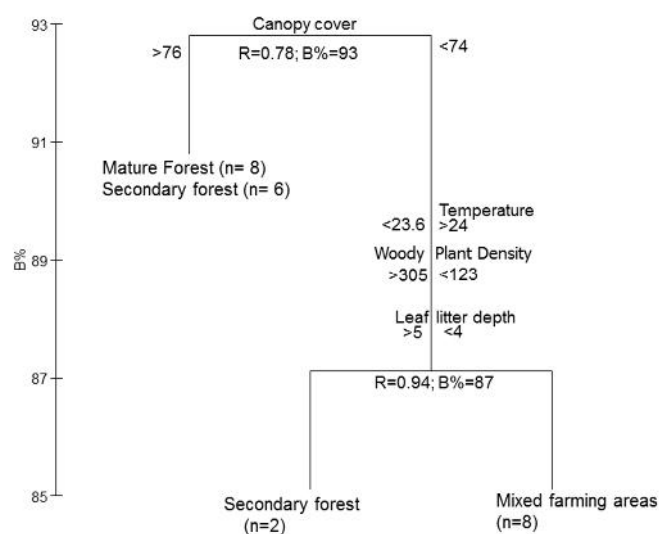 93
Canopy cover
>76
R=0.78; B%=93
<74
91
Mature Forest (n= 8)
Secondary forest (n= 6)
Temperature
<23.6 >24
B%
89
Woody Plant Density
>305 <123
Leaf litter depth
>5 <4
87
R=0.94; B%=87
85
Secondary forest
(n=2)
Mixed farming areas
(n=8)